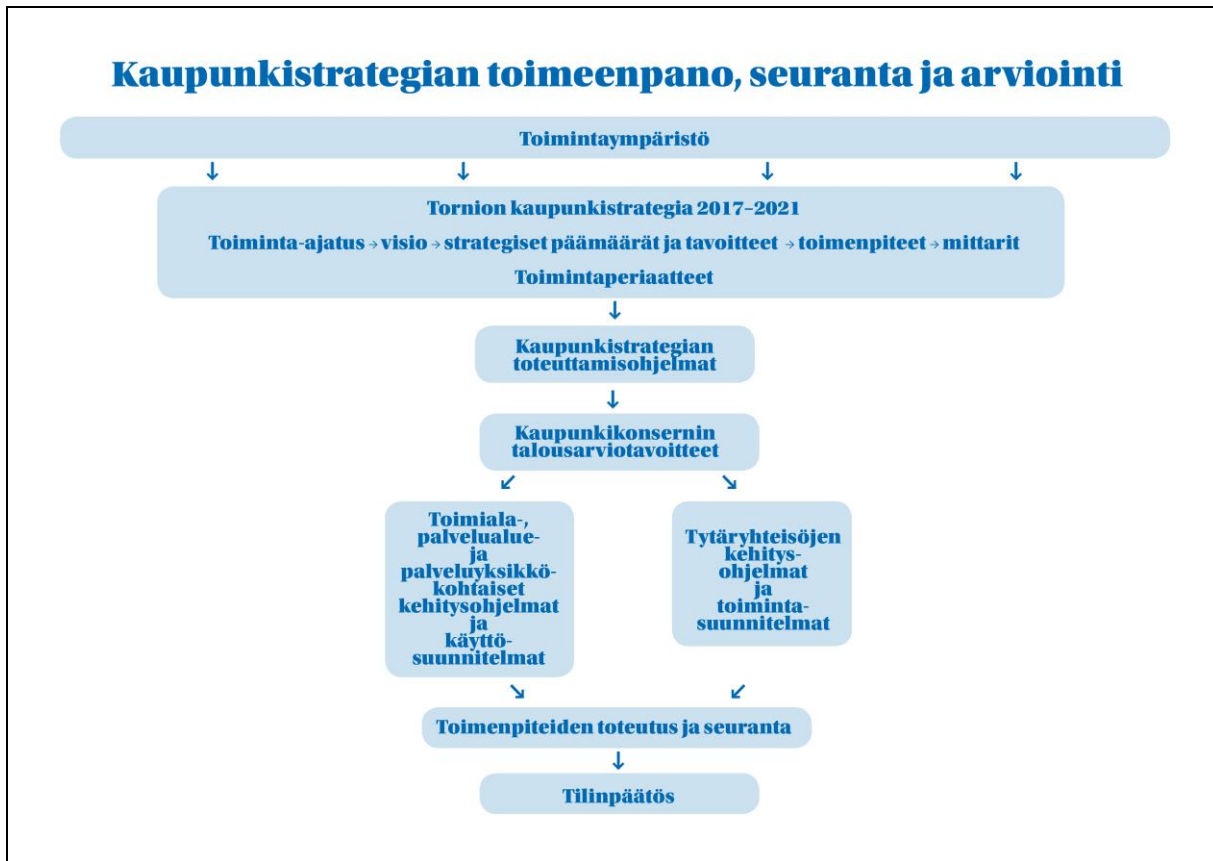 Kaupunkistrategian toimeenpano, seuranta ja arviointi
Toimintaympäristö
↓ ↓ ↓ ↓
Tornion kaupunkistrategia 2017–2021
Toiminta-ajatus → visio → strategiset päämäärät ja tavoitteet → toimenpiteet → mittarit
Toimintaperiaatteet
↓
Kaupunkistrategian
toteuttamisohjelmat
↓
Kaupunkikonsernin
talousarviotavoitteet
↙ ↘
Toimiala-,
palvelualue-
ja
palveluyksikkö-
kohtaiset
kehitysohjelmat
ja
käyttö-
suunnitelmat
Tytäryhteisöjen
kehitys-
ohjelmat
ja
toiminta-
suunnitelmat
↘ ↙
Toimenpiteiden toteutus ja seuranta
↓
Tilinpäätös